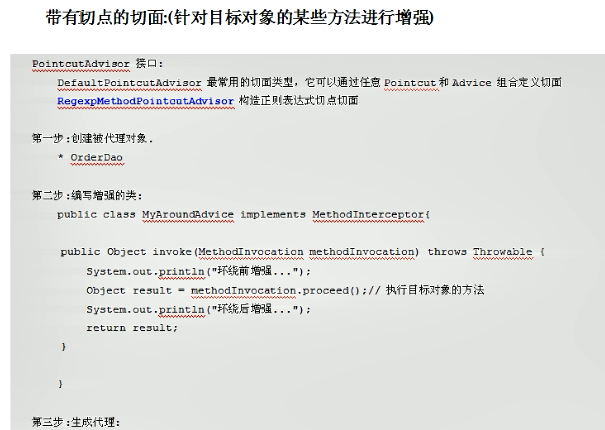 带有切点的切面:(针对目标对象的某些方法进行增强)
PointcutAdvisor 接口:
DefaultPointcutAdvisor 最常用的切面类型，它可以通过任意 Pointcut 和 Advice 组合定义切面
RegexpMethodPointcutAdvisor 构造正则表达式切点切面
第一步:创建被代理对象.
* OrderDao
第二步:编写增强的类:
public class MyAroundAdvice implements MethodInterceptor{
public Object invoke(MethodInvocation methodInvocation) throws Throwable {
System.out.println("环绕前增强...");
Object result = methodInvocation.proceed();// 执行目标对象的方法
System.out.println("环绕后增强...");
return result;
}
}
第三步:生成代理: